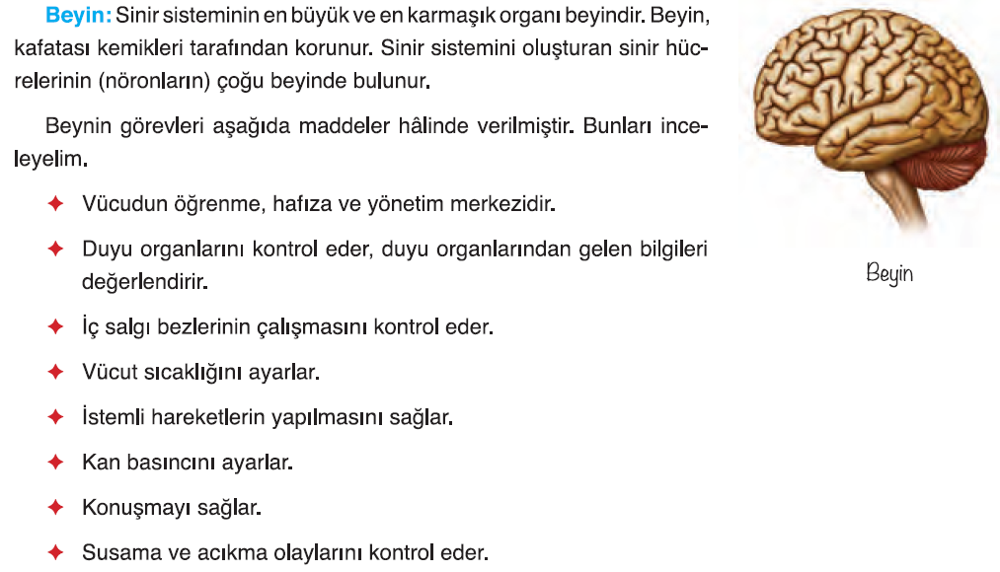 Beyin: Sinir sisteminin en büyük ve en karmaşık organı beyindir. Beyin,
kafatası kemikleri tarafından korunur. Sinir sistemini oluşturan sinir hüc-
relerinin (nöronların) çoğu beyinde bulunur.
Beynin görevleri aşağıda maddeler hâlinde verilmiştir. Bunları ince-
leyelim.
✦ Vücudun öğrenme, hafıza ve yönetim merkezidir.
✦ Duyu organlarını kontrol eder, duyu organlarından gelen bilgileri
değerlendirir.
✦ İç salgı bezlerinin çalışmasını kontrol eder.
✦ Vücut sıcaklığını ayarlar.
✦ İstemli hareketlerin yapılmasını sağlar.
✦ Kan basıncını ayarlar.
✦ Konuşmayı sağlar.
✦ Susama ve acıkma olaylarını kontrol eder.
Beyin